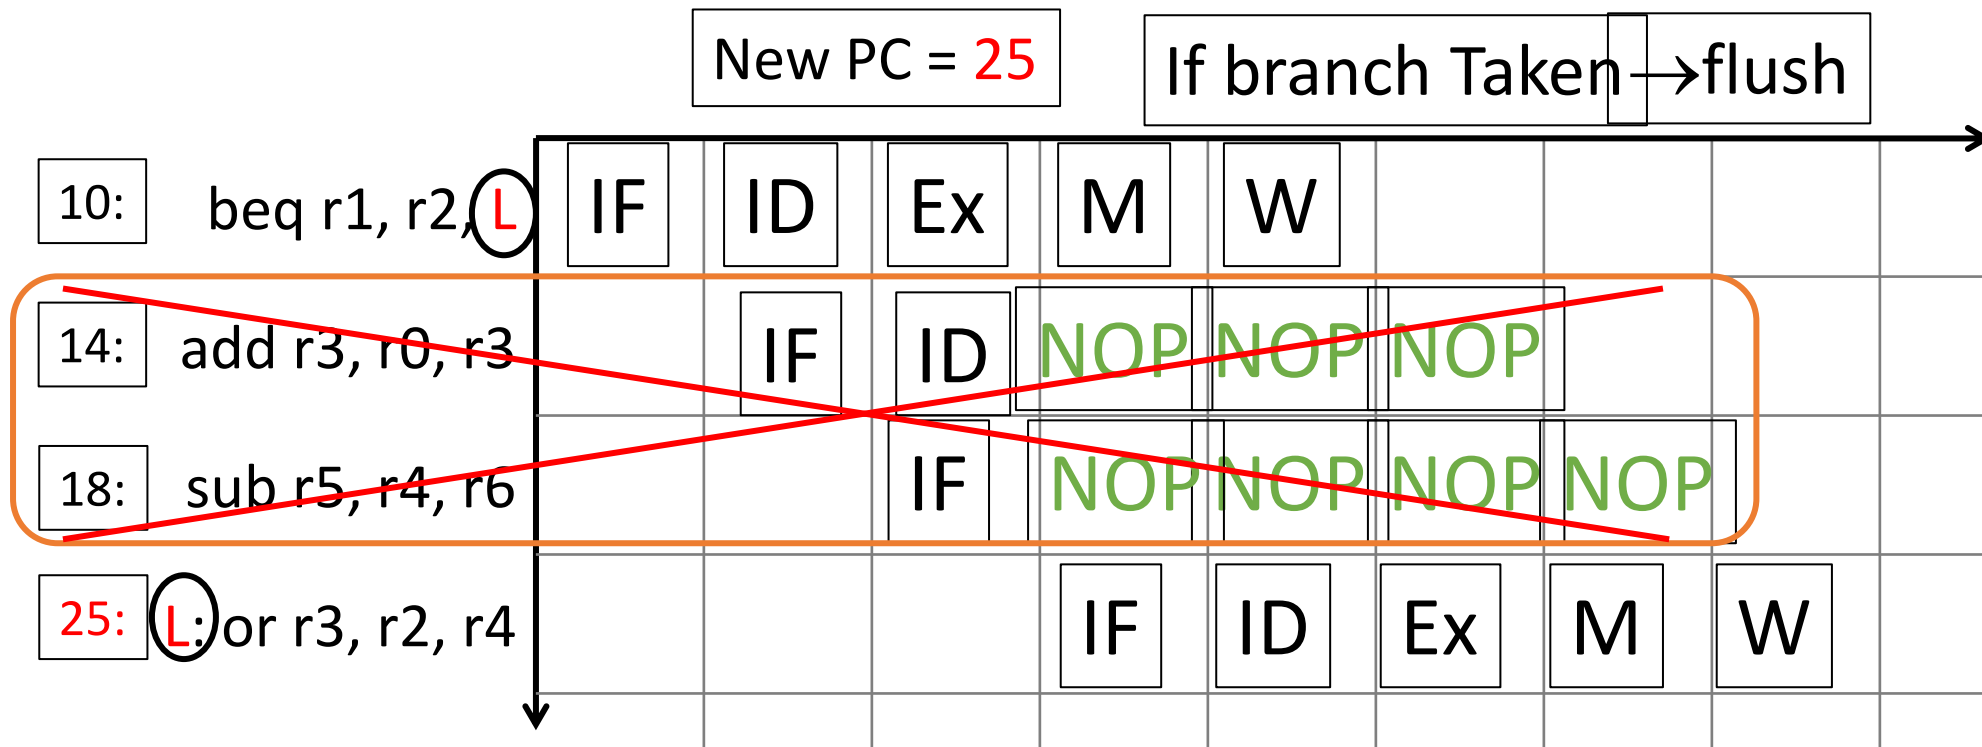 New PC = 25
If branch Taken→flush
10: beq r1, r2, L IF ID Ex M W
14: add r3, r0, r3 IF ID NOP NOP NOP
18: sub r5, r4, r6 IF NOP NOP NOP NOP
25: L: or r3, r2, r4 IF ID Ex M W